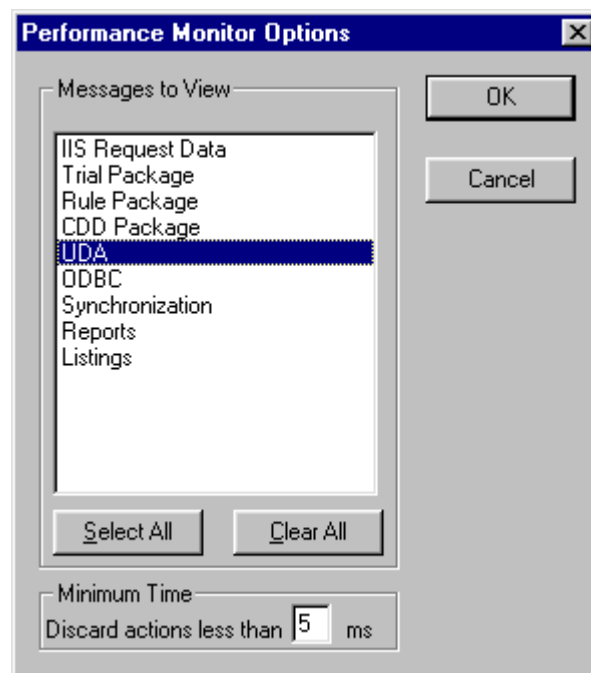 Performance Monitor Options
Messages to View
OK
IIS Request Data
Trial Package
Cancel
Rule Package
CDD Package
UDA
ODBC
Synchronization
Reports
Listings
Select All
Clear All
Minimum Time
Discard actions less than 5 ms